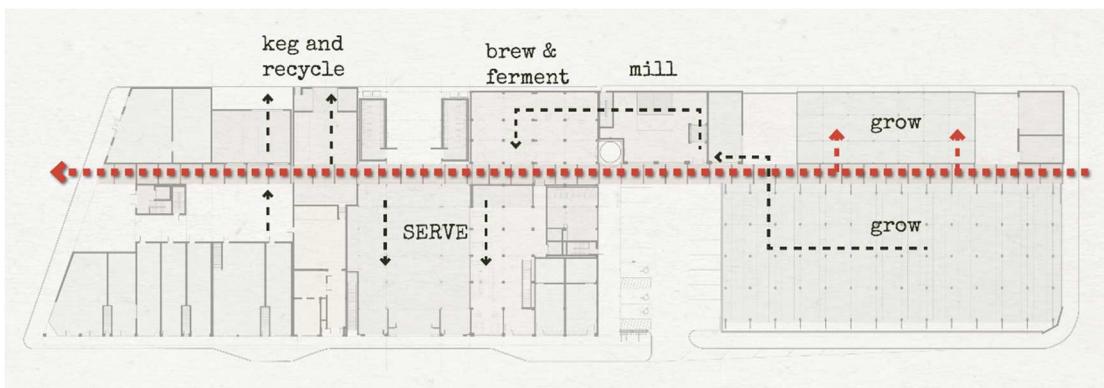 keg and
recycle
brew &
ferment
mill
grow
SERVE
grow